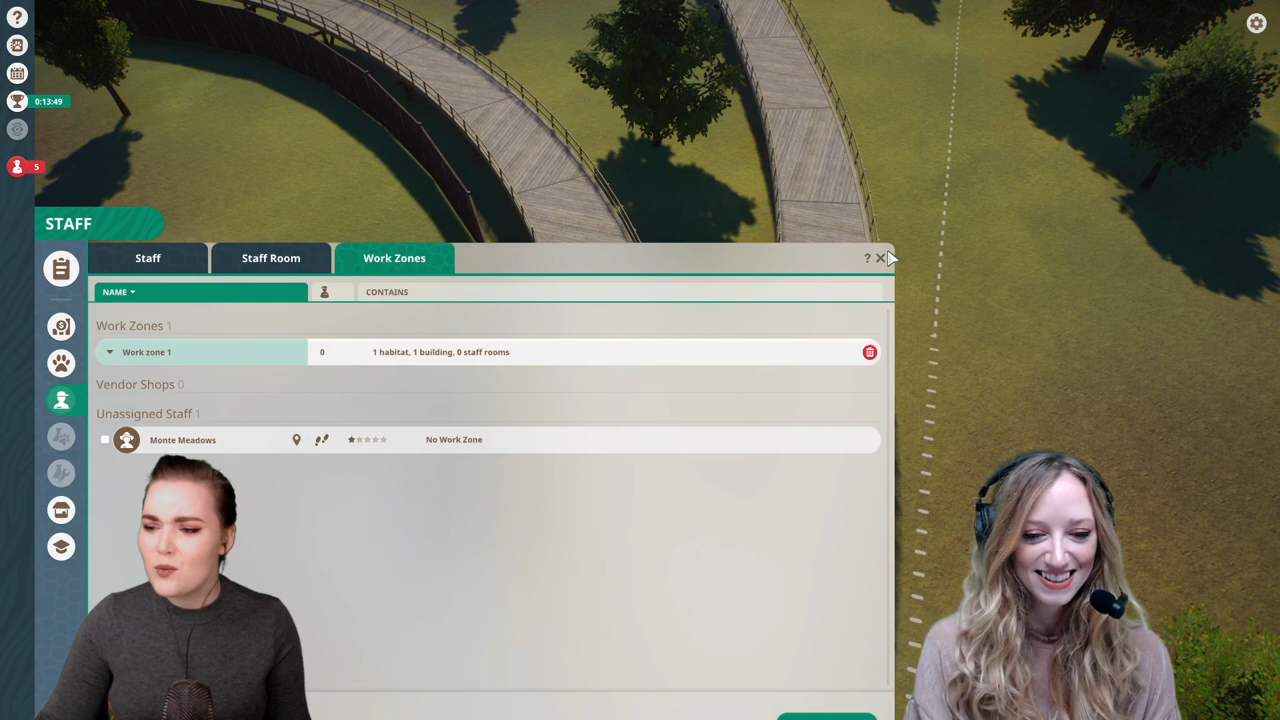 ?
0:13:49
5
STAFF
Staff
Staff Room
Work Zones
?
NAME
CONTAINS
Work Zones 1
Work zone 1
0
1 habitat, 1 building, 0 staff rooms
Vendor Shops 0
Unassigned Staff 1
Monte Meadows
No Work Zone